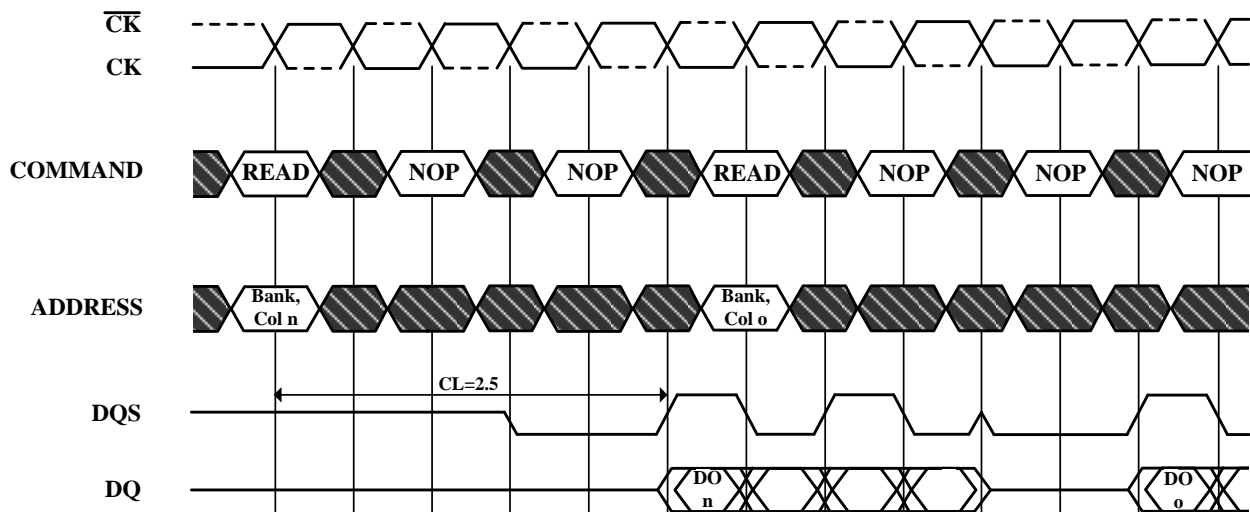 CK
CK
COMMAND READ NOP NOP READ NOP NOP NOP
ADDRESS Bank, Col n Bank, Col o
CL=2.5
DQS
DQ DO n DO o